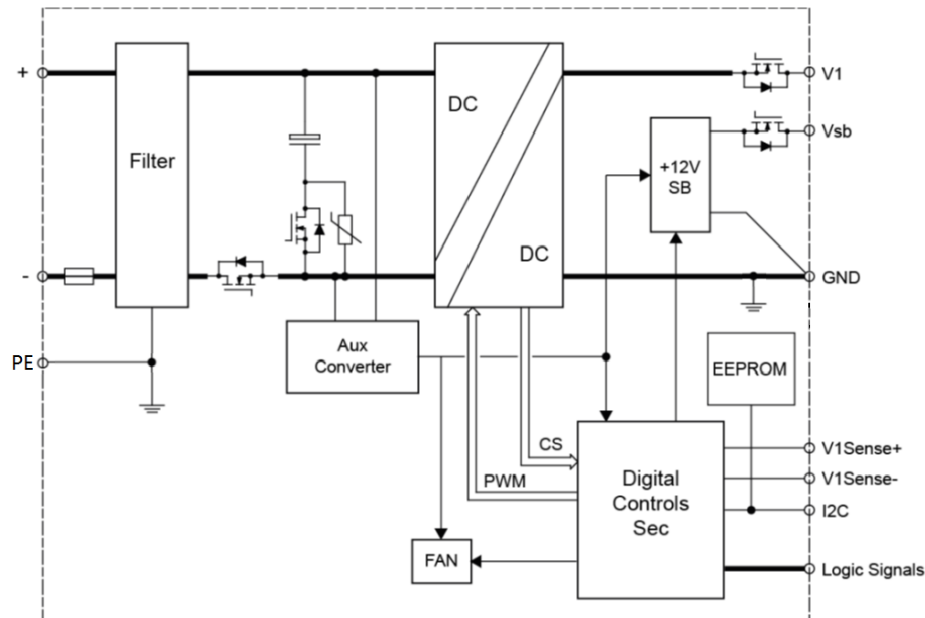 +
V1
DC
Vsb
Filter
+12V
SB
DC
-
GND
Aux
Converter
PE
EEPROM
CS
V1Sense+
PWM
Digital
Controls
Sec
V1Sense-
I2C
FAN
Logic Signals